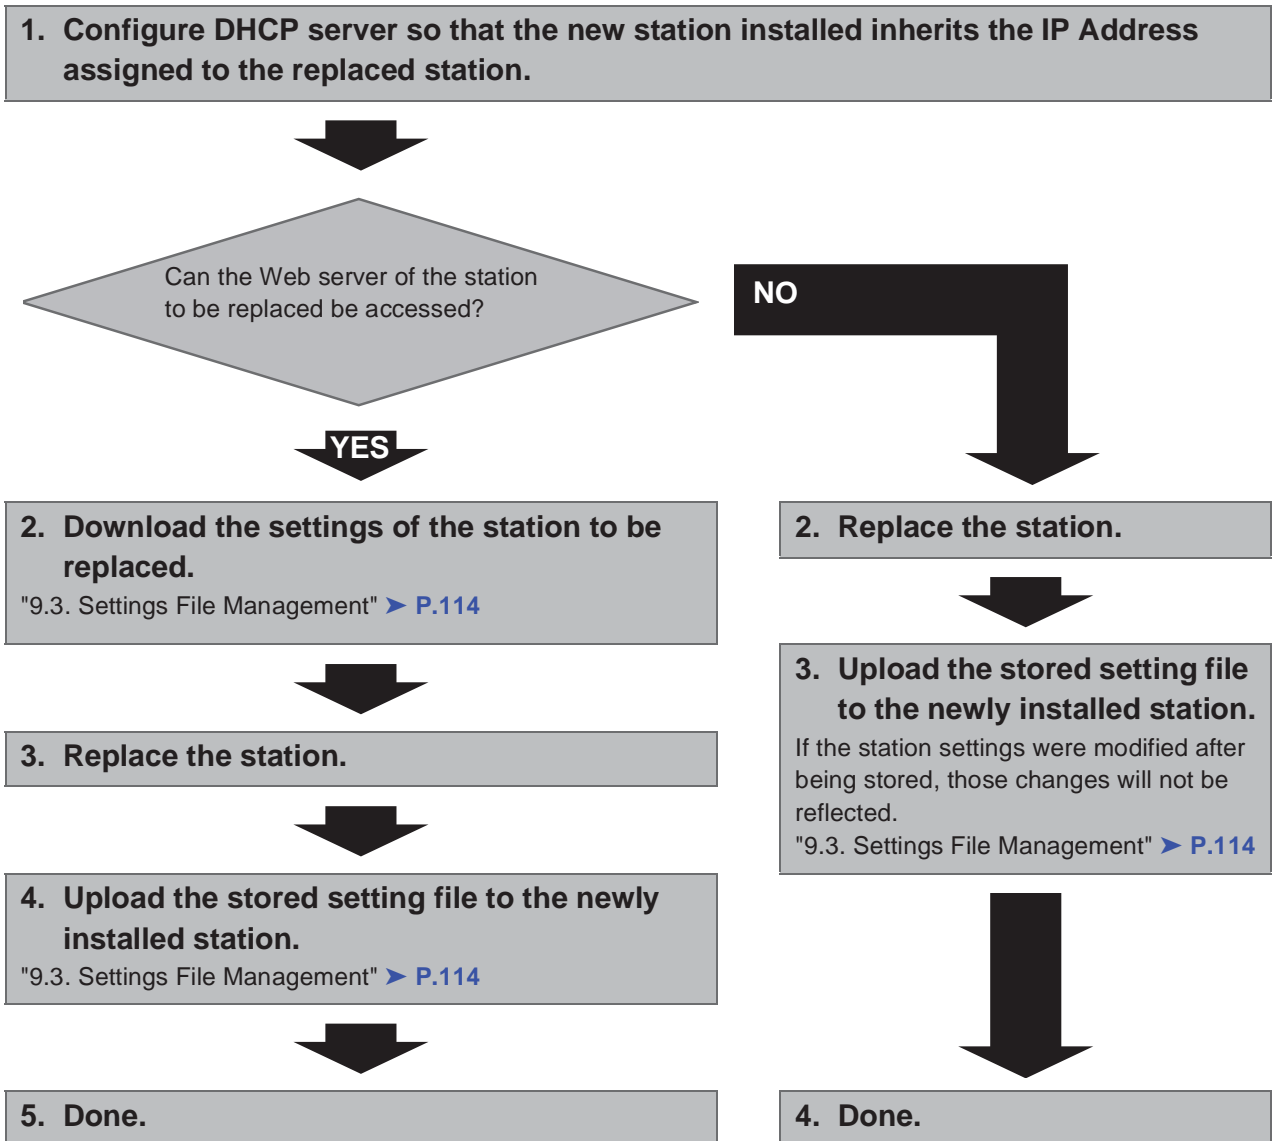 1. Configure DHCP server so that the new station installed inherits the IP Address
assigned to the replaced station.
Can the Web server of the station
to be replaced be accessed?
NO
YES
2. Download the settings of the station to be
replaced.
"9.3. Settings File Management" ➤ P.114
3. Replace the station.
4. Upload the stored setting file to the newly
installed station.
"9.3. Settings File Management" ➤ P.114
5. Done.
2. Replace the station.
3. Upload the stored setting file
to the newly installed station.
If the station settings were modified after
being stored, those changes will not be
reflected.
"9.3. Settings File Management" ➤ P.114
4. Done.